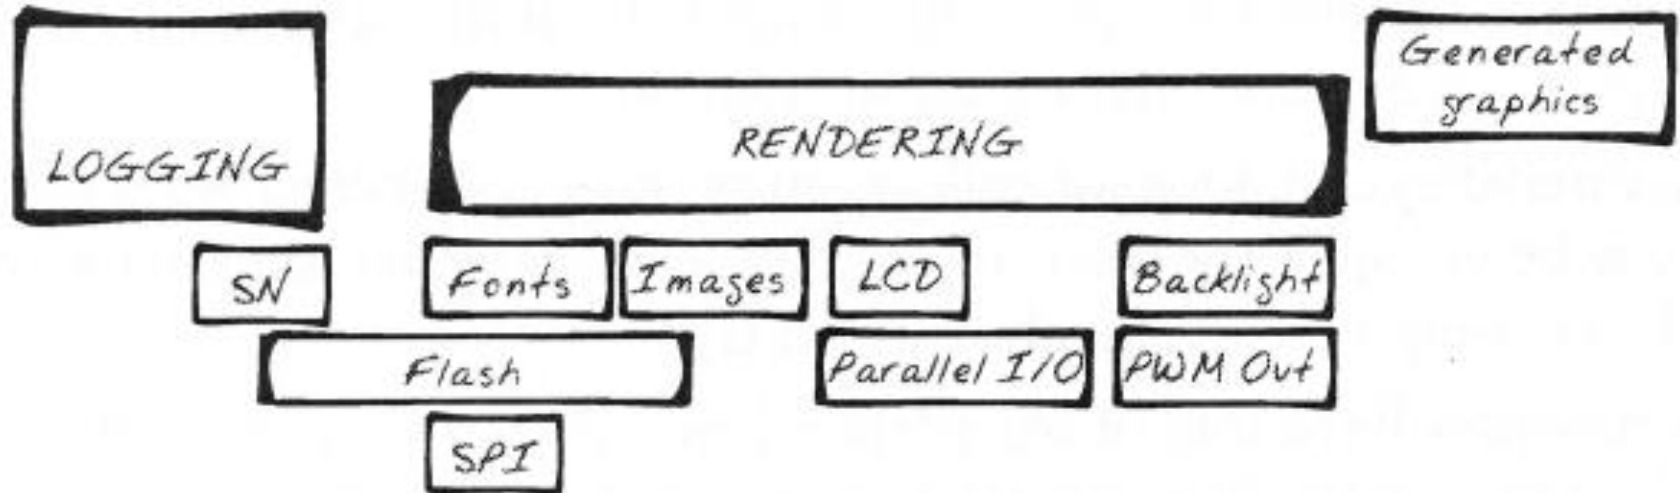 Generated
graphics
LOGGING
RENDERING
SN
Fonts
Images
LCD
Backlight
Flash
Parallel I/O
PWM Out
SPI